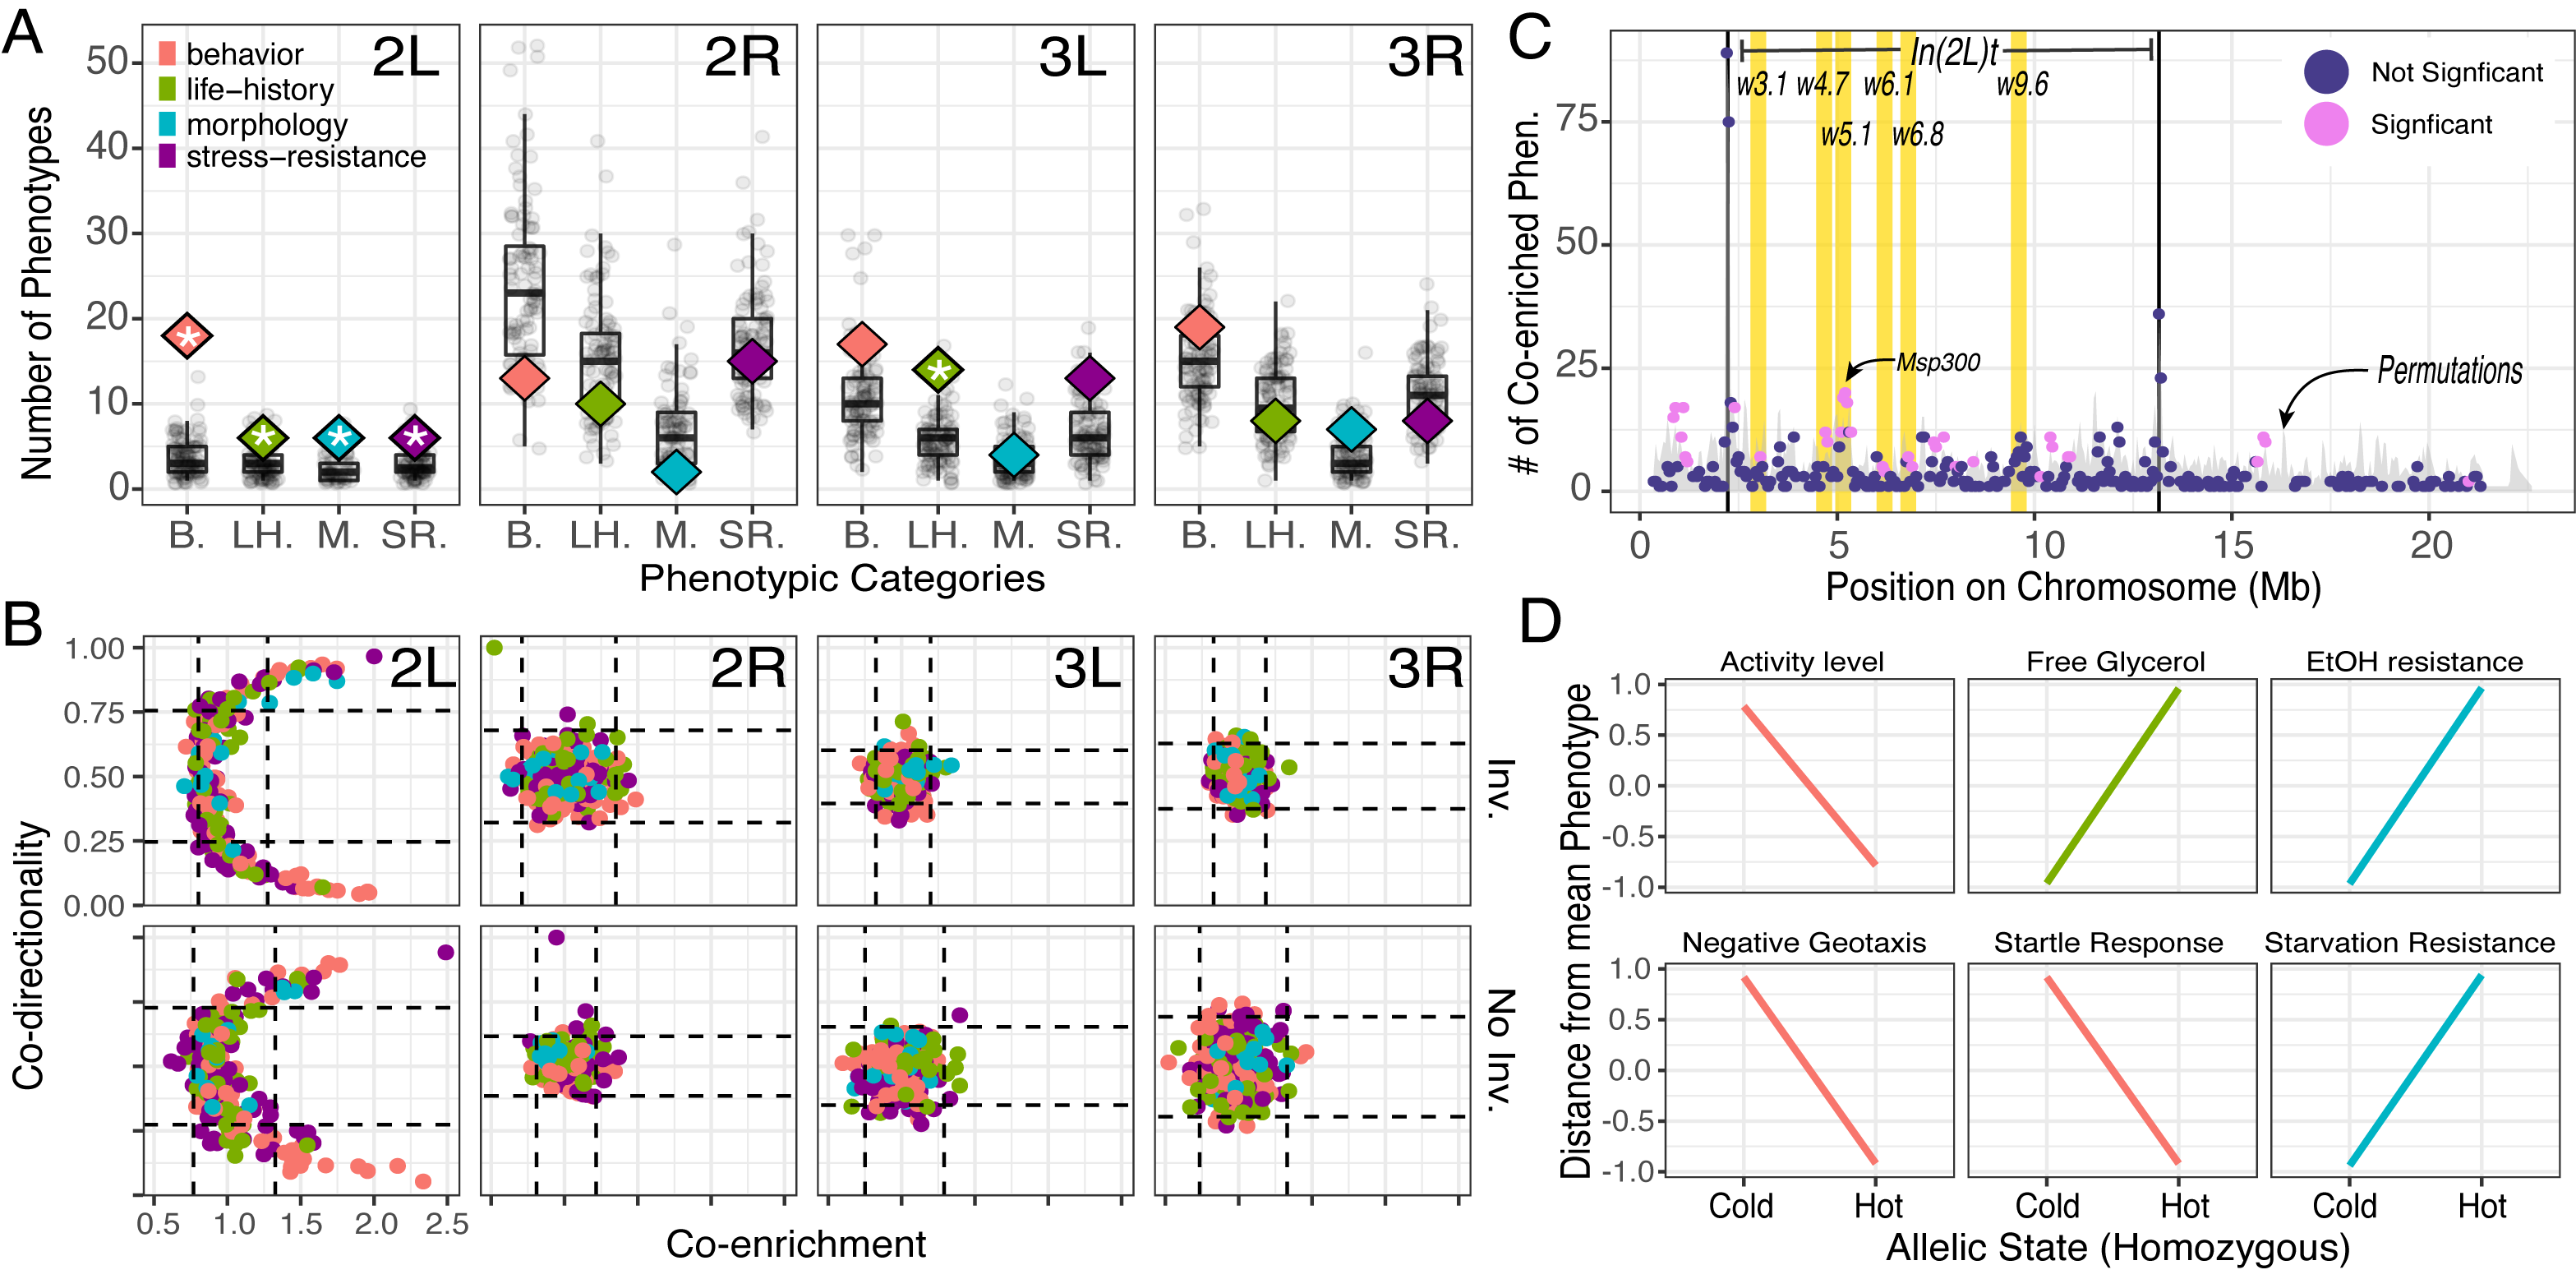 A
2L
2R
3L
3R
behavior
life−history
morphology
stress−resistance
Number of Phenotypes
50
40
30
20
10
0
B. LH. M. SR.
B. LH. M. SR.
B. LH. M. SR.
B. LH. M. SR.
Phenotypic Categories
* * * *
*
B
2L
2R
3L
3R
Co-directionality
1.00
0.75
0.50
0.25
0.00
Inv.
No Inv.
0.5 1.0 1.5 2.0 2.5
Co-enrichment
C
# of Co-enriched Phen.
75
50
25
0
In(2L)t
w3.1 w4.7 w6.1 w9.6
w5.1 w6.8
Not Signficant
Signficant
Msp300
Permutations
0 5 10 15 20
Position on Chromosome (Mb)
D
Distance from mean Phenotype
Activity level
Free Glycerol
EtOH resistance
1.0
0.5
0.0
-0.5
-1.0
Negative Geotaxis
Startle Response
Starvation Resistance
1.0
0.5
0.0
-0.5
-1.0
Cold Hot
Cold Hot
Cold Hot
Allelic State (Homozygous)